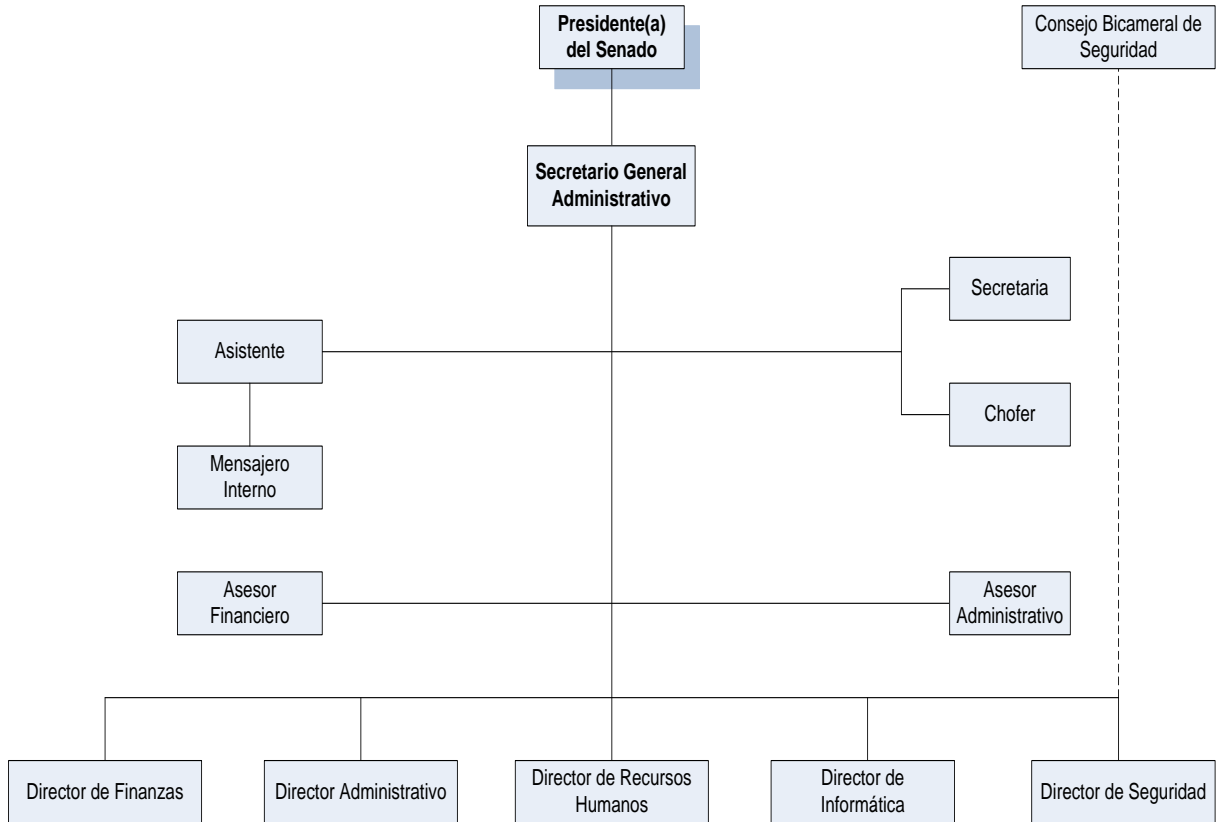 Presidente(a)
del Senado
Consejo Bicameral de
Seguridad
Secretario General
Administrativo
Secretaria
Asistente
Chofer
Mensajero
Interno
Asesor
Financiero
Asesor
Administrativo
Director de Finanzas
Director Administrativo
Director de Recursos
Humanos
Director de
Informática
Director de Seguridad